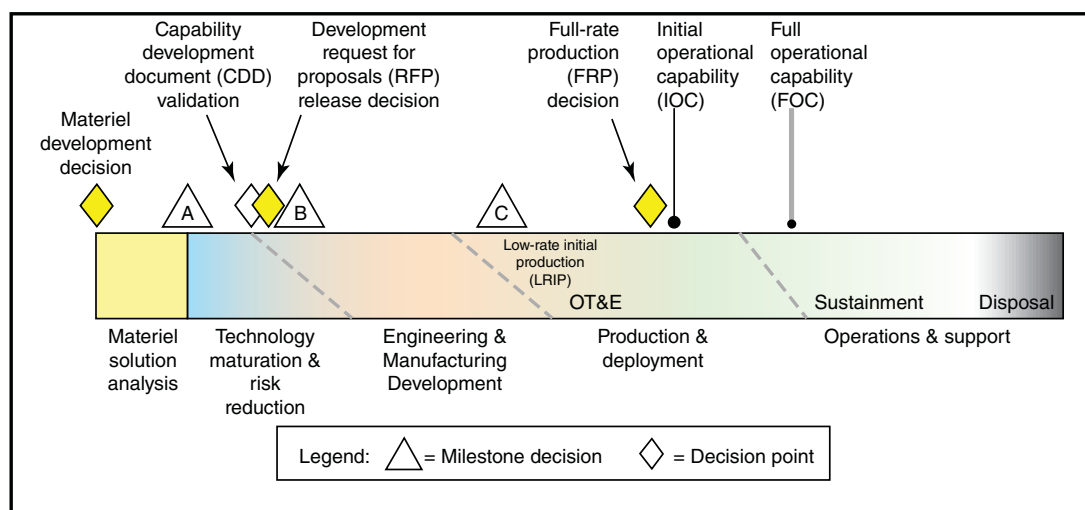 Capability
development
document (CDD)
validation
Development
request for
proposals (RFP)
release decision
Full-rate
production
(FRP)
decision
Initial
operational
capability
(IOC)
Full
operational
capability
(FOC)
Materiel
development
decision
A
B
C
Low-rate initial
production
(LRIP)
OT&E
Sustainment
Disposal
Materiel
solution
analysis
Technology
maturation &
risk
reduction
Engineering &
Manufacturing
Development
Production &
deployment
Operations & support
Legend:
= Milestone decision
= Decision point